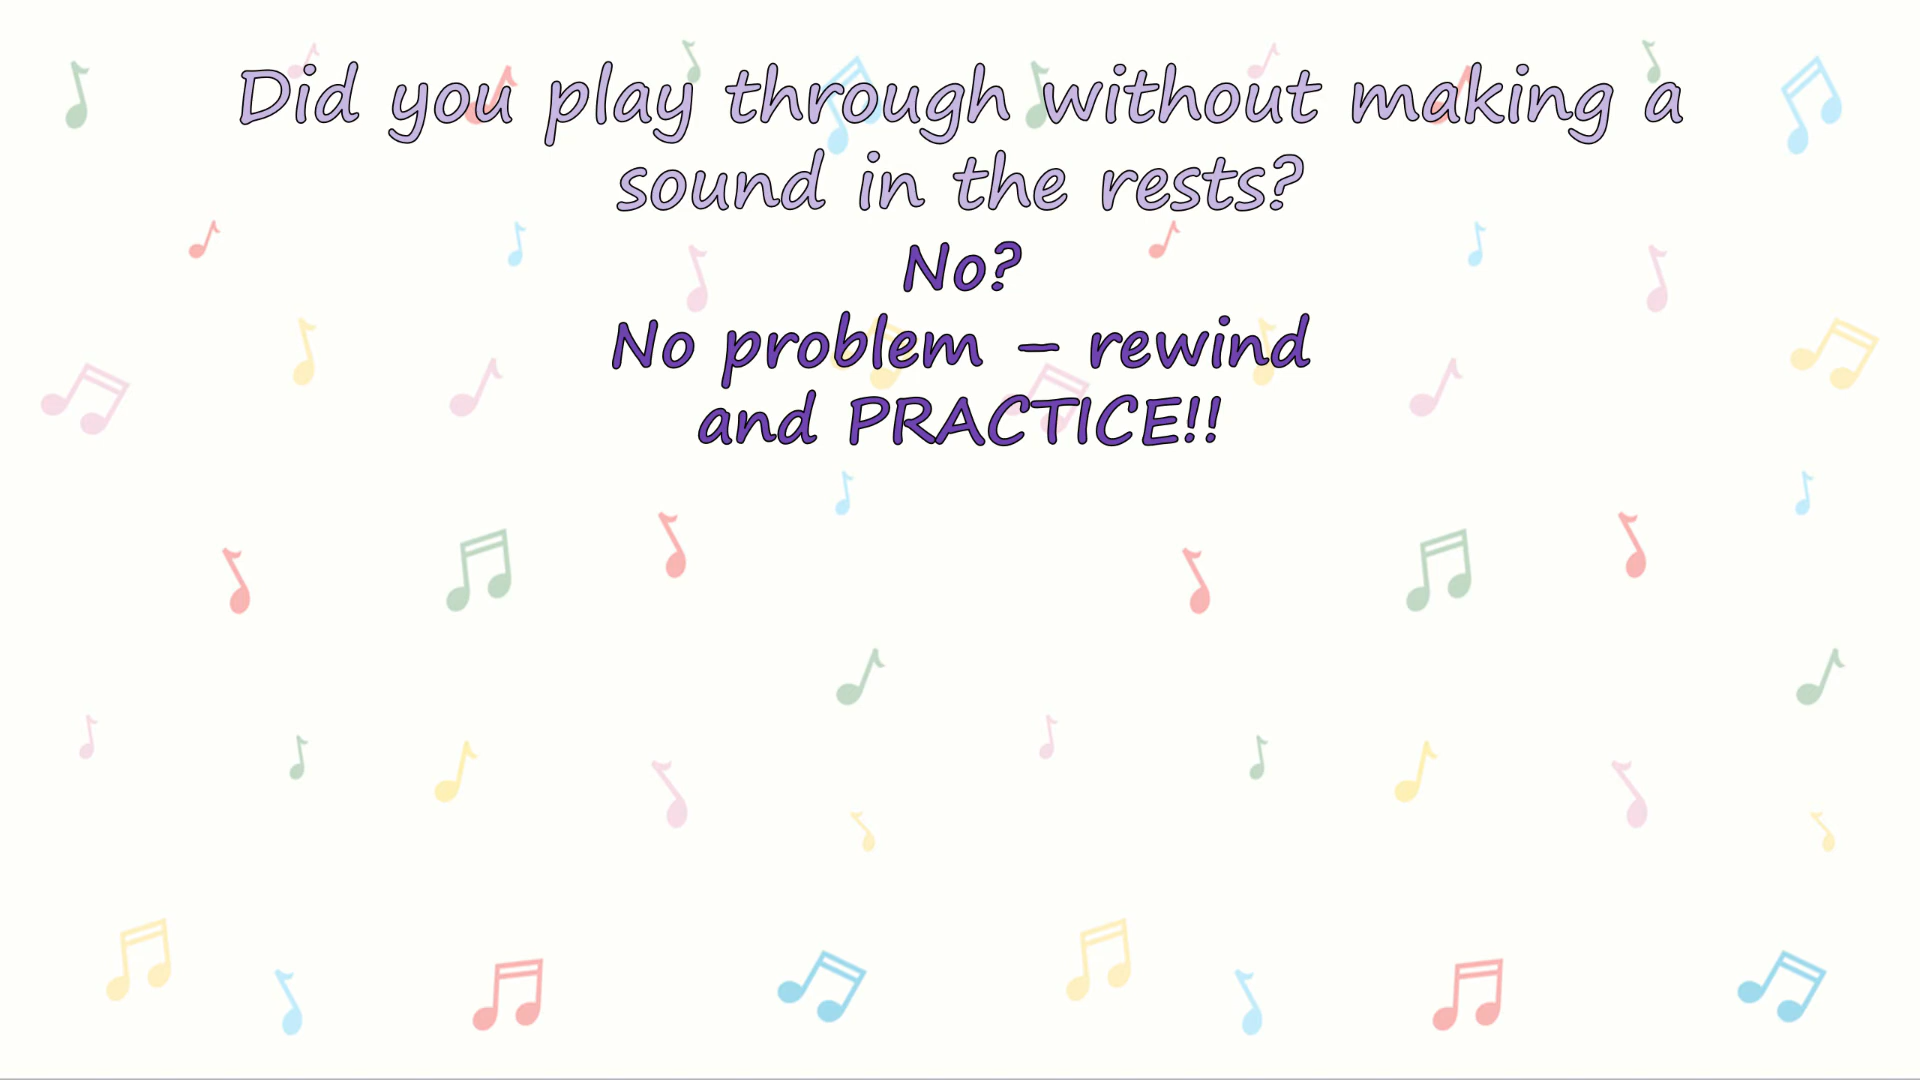 Did you play through without making a
sound in the rests?
No?
No problem – rewind
and PRACTICE!!